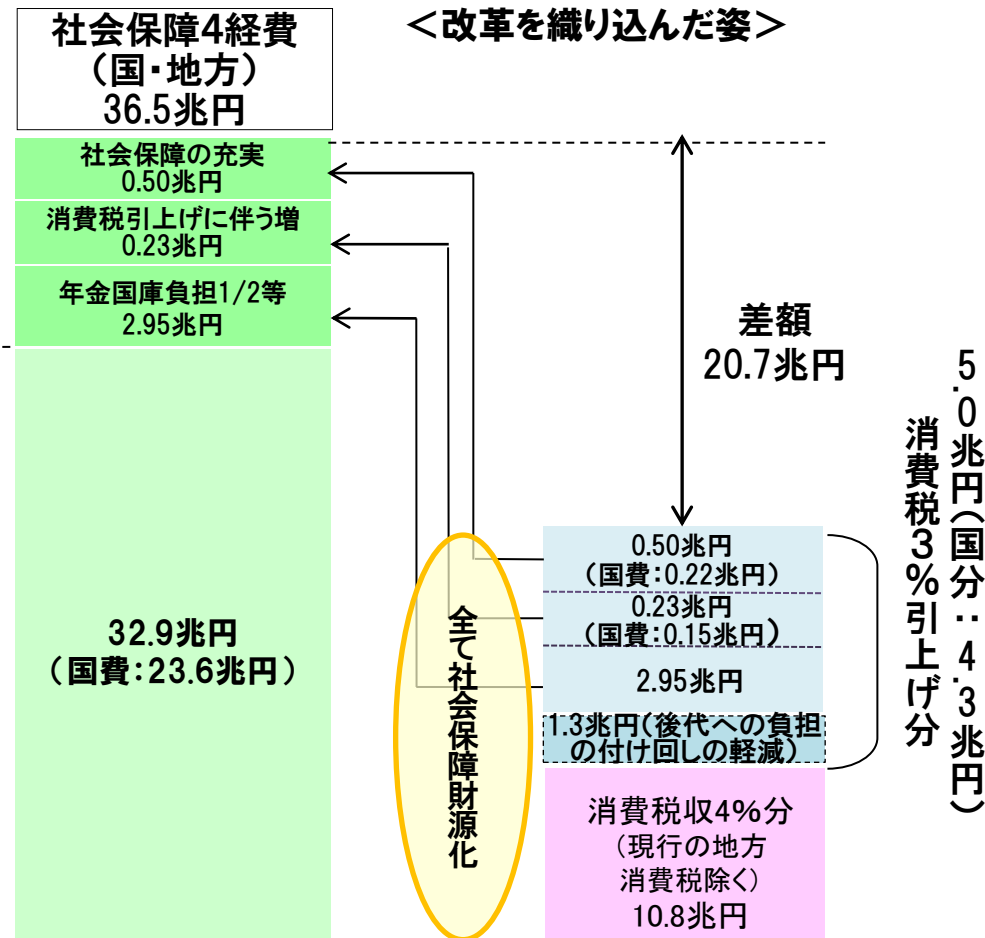 ＜改革を織り込んだ姿＞
社会保障4経費
（国・地方）
36.5兆円
社会保障の充実
0.50兆円
消費税引上げに伴う増
0.23兆円
年金国庫負担1/2等
2.95兆円
32.9兆円
（国費：23.6兆円）
全て社会保障財源化
差額
20.7兆円
0.50兆円
（国費：0.22兆円）
0.23兆円
（国費：0.15兆円）
2.95兆円
1.3兆円（後代への負担
の付け回しの軽減）
消費税収4%分
（現行の地方
消費税除く）
10.8兆円
5.0兆円（国分：4.3兆円）
消費税３％引上げ分